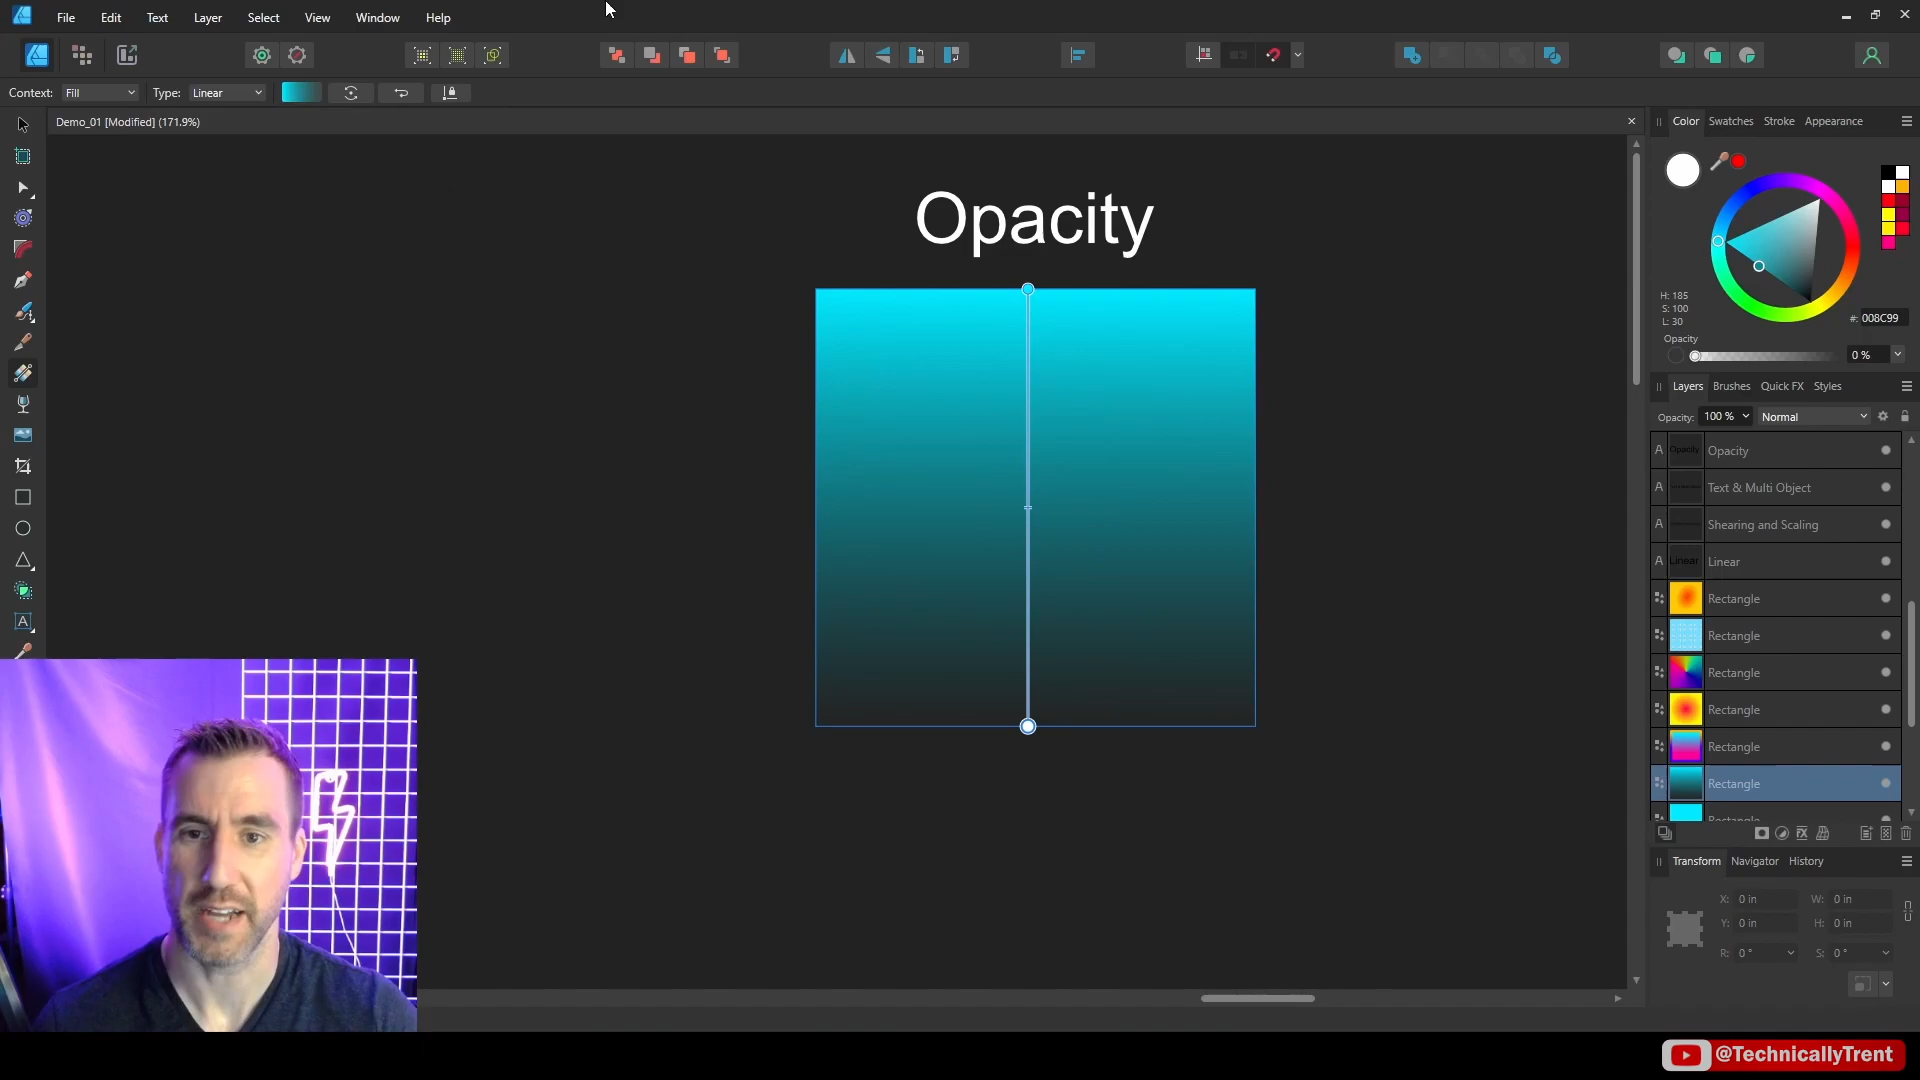 File Edit Text Layer Select View Window Help
Context: Fill Type: Linear
Demo_01 [Modified] (171.9%)
Opacity
Color Swatches Stroke Appearance
H: 185
S: 100
L: 30
#: 008C99
Opacity
0 %
Layers Brushes Quick FX Styles
Opacity: 100 % Normal
A Opacity Opacity
A Text & Multi Object
A Shearing and Scaling
A Linear Linear
Rectangle
Rectangle
Rectangle
Rectangle
Rectangle
Rectangle
Rectangle
Transform Navigator History
X: 0 in W: 0 in
Y: 0 in H: 0 in
R: 0 ° S: 0 °
@TechnicallyTrent